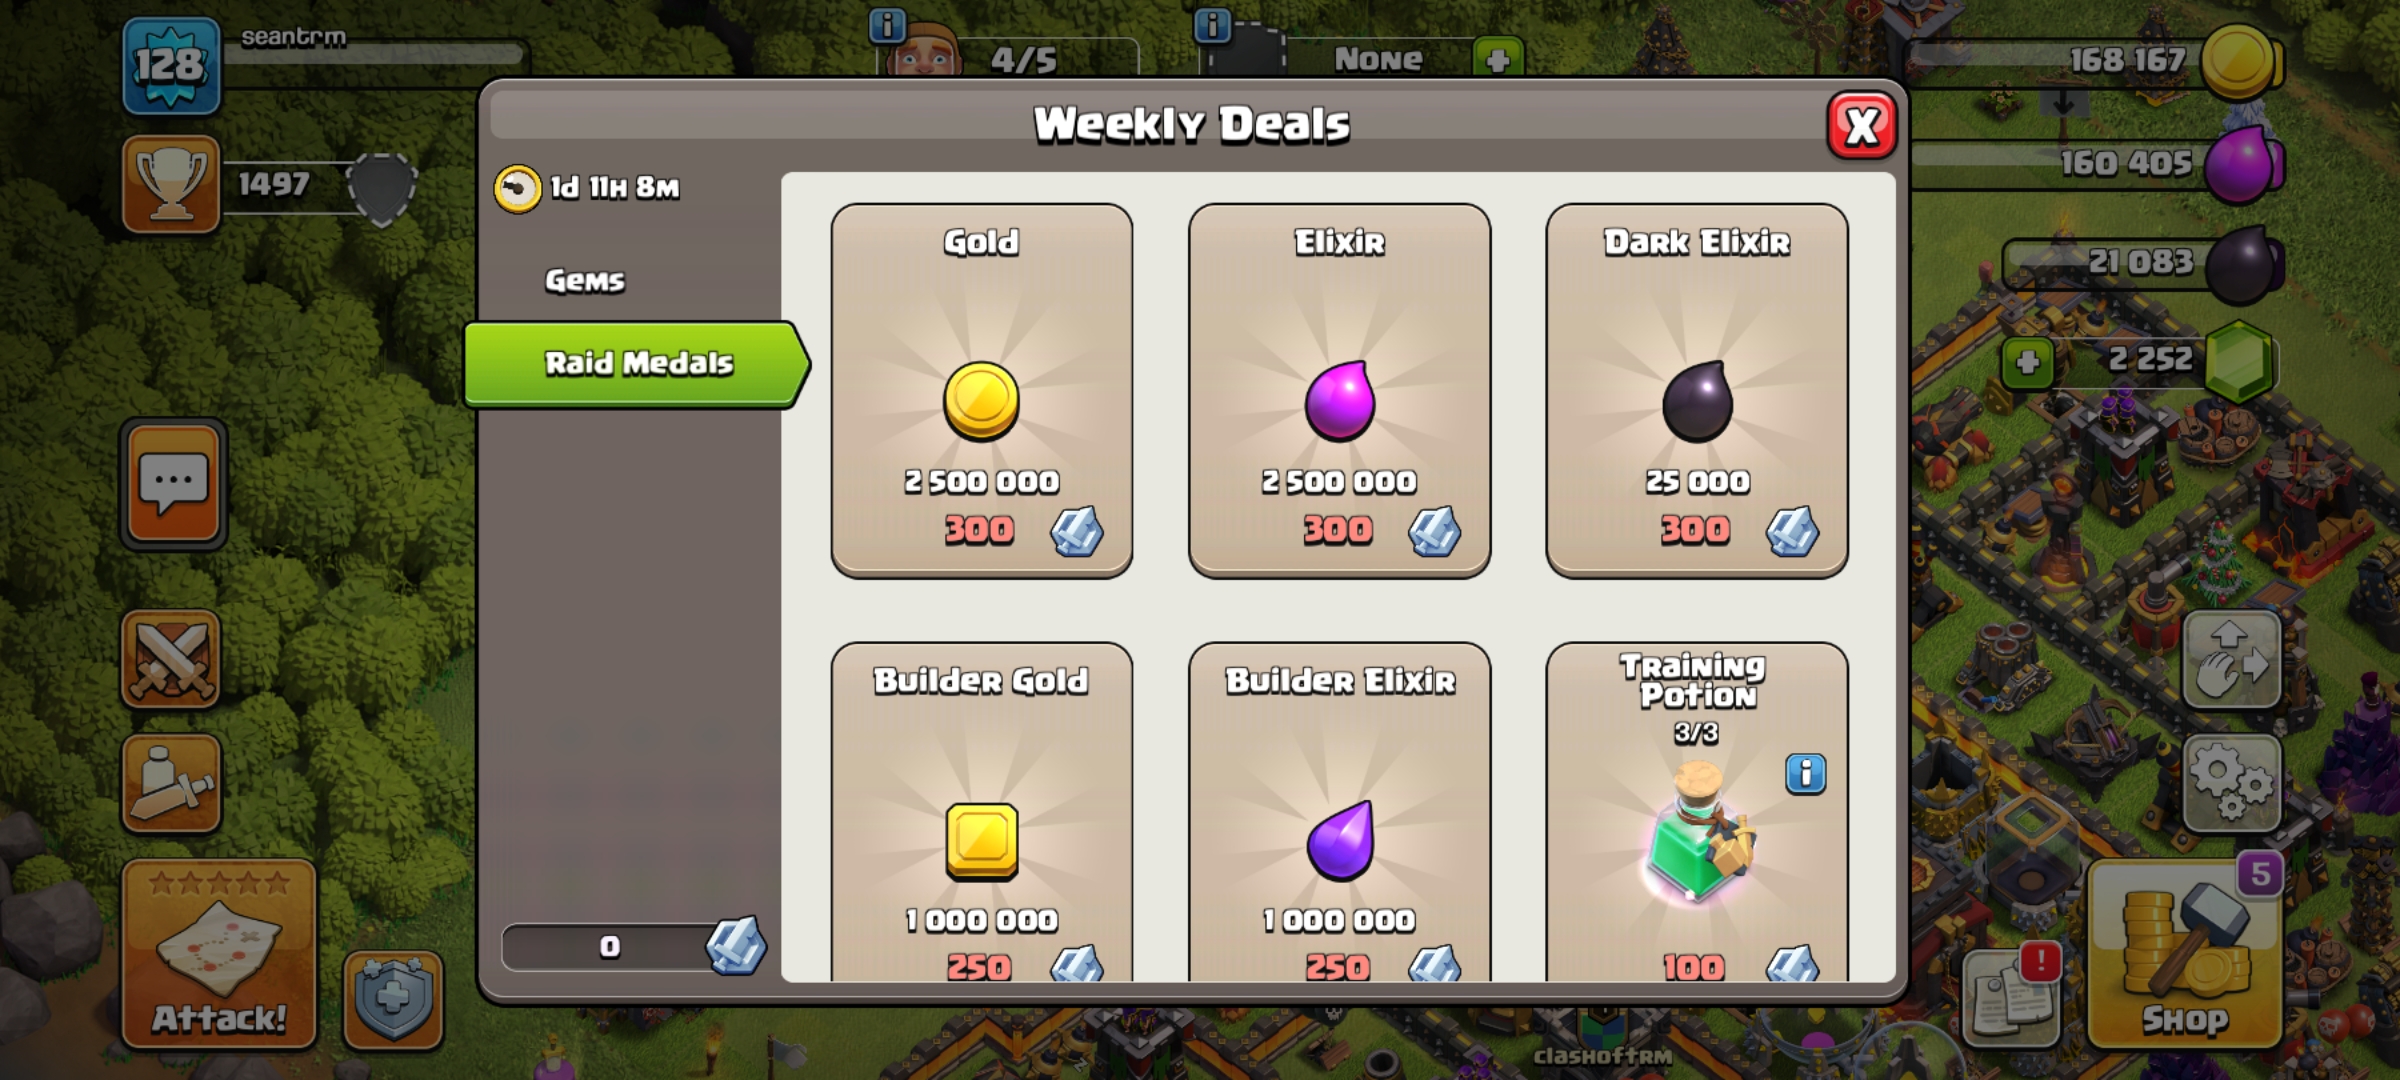 128
seantrm
1497
4/5
None
168 167
160 405
21 083
2 252
Weekly Deals
1d 11H 8M
Gems
Raid Medals
0
Gold
2 500 000
300
Elixir
2 500 000
300
Dark Elixir
25 000
300
Builder Gold
1 000 000
250
Builder Elixir
1 000 000
250
Training
Potion
3/3
100
Attack!
clashoftrm
!
5
Shop